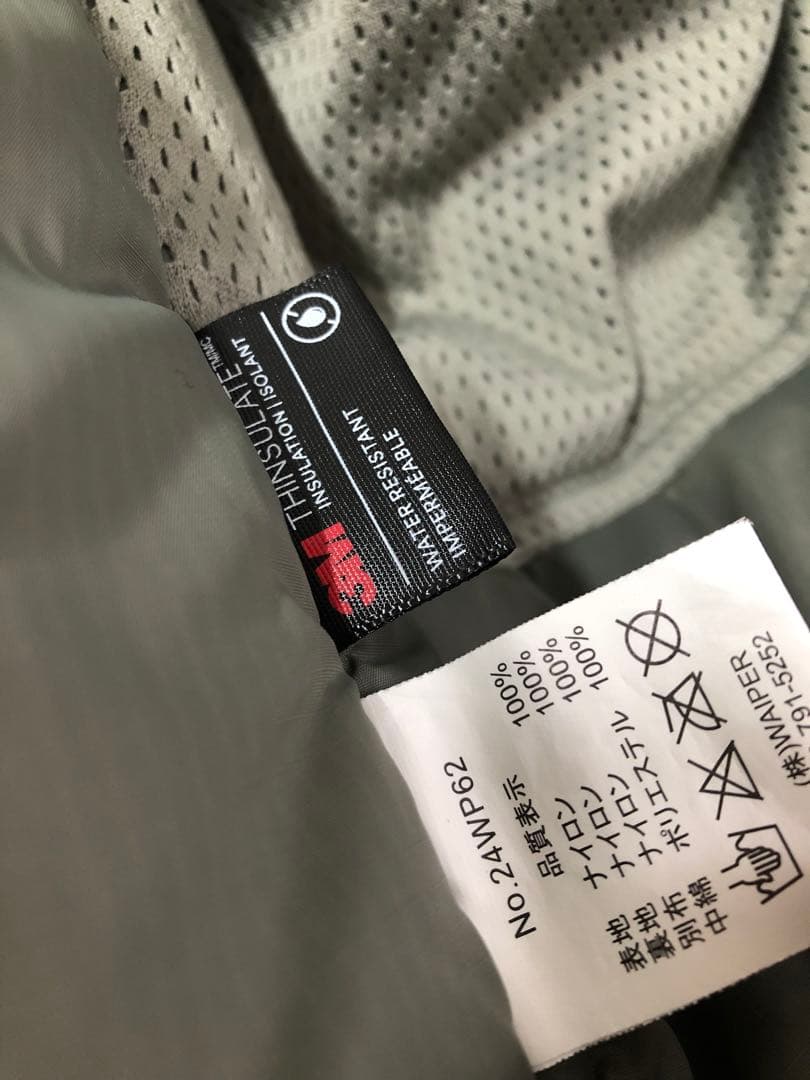 3M THINSULATE TM/MC
INSULATION | ISOLANT
WATER RESISTANT
IMPERMÉABLE
No.24WP62
品質表示
表地 ナイロン 100%
裏地 ナイロン 100%
別布 ナイロン 100%
中綿 ポリエステル 100%
(株)WAIPER
791-5252